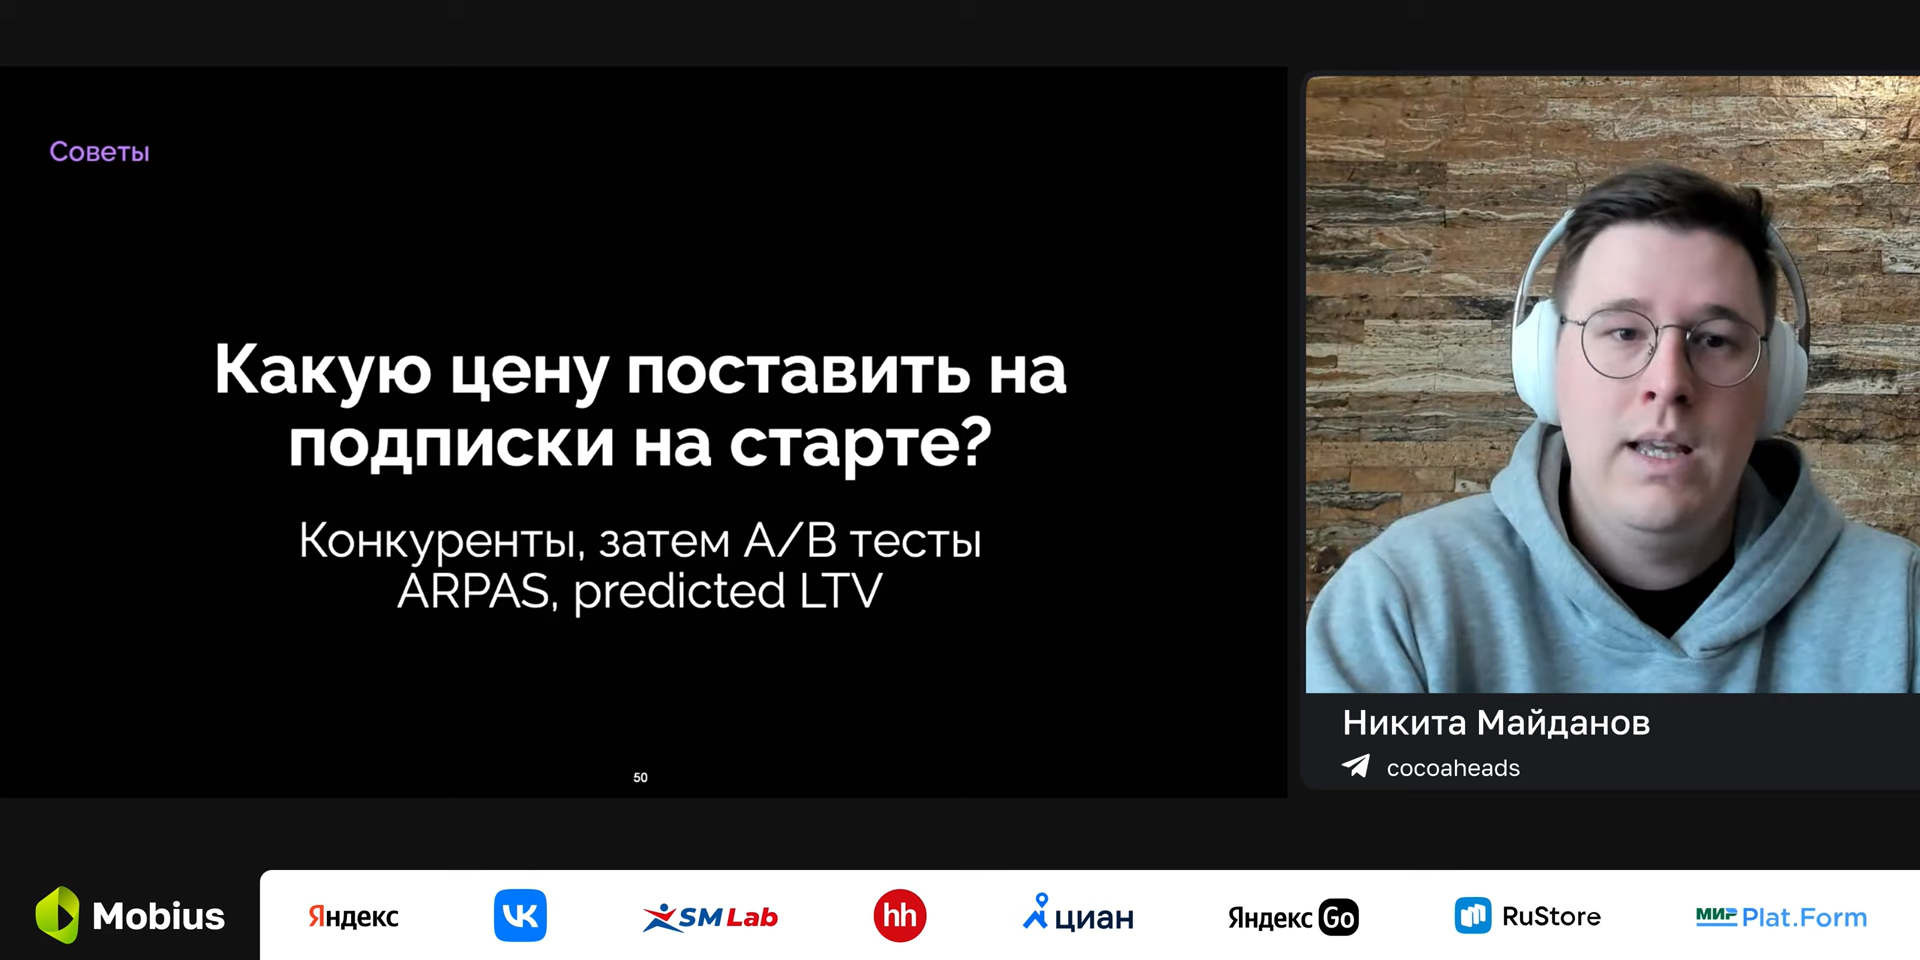 Советы
Какую цену поставить на
подписки на старте?
Конкуренты, затем A/B тесты
ARPAS, predicted LTV
50
Никита Майданов
cocoaheads
Mobius
Яндекс
VK
SM Lab
hh
циан
Яндекс Go
RuStore
МИР Plat.Form